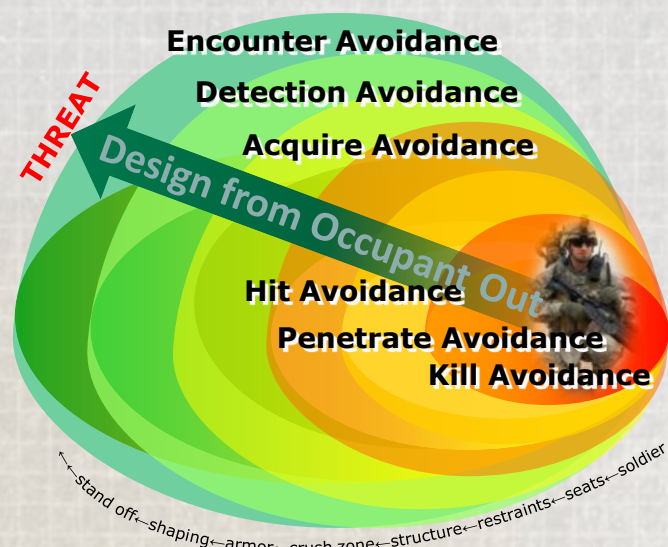 Encounter Avoidance
Detection Avoidance
THREAT
Acquire Avoidance
Design from Occupant Out
Hit Avoidance
Penetrate Avoidance
Kill Avoidance
←←stand off←shaping←armor←crush zone←structure←restraints←seats←soldier